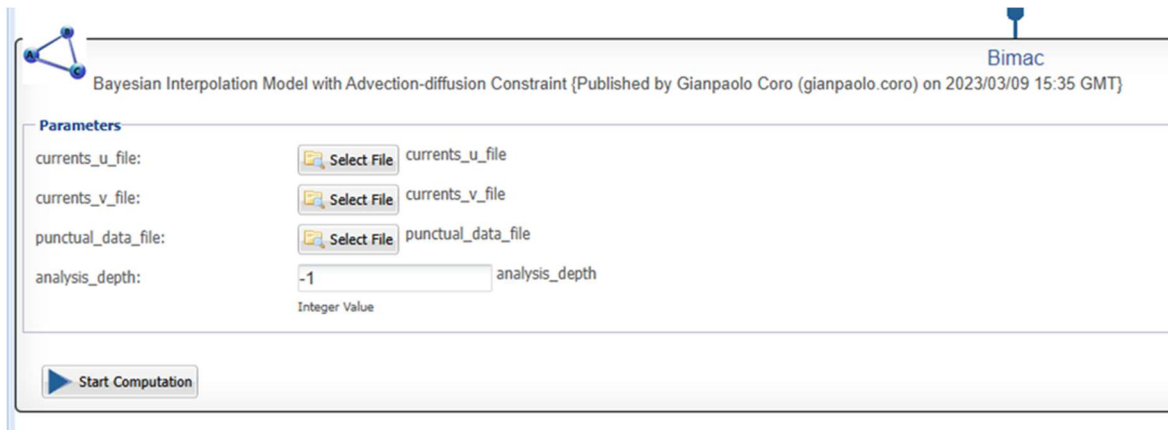 Bimac
B
A
C
Bayesian Interpolation Model with Advection-diffusion Constraint {Published by Gianpaolo Coro (gianpaolo.coro) on 2023/03/09 15:35 GMT}
Parameters
currents_u_file: Select File currents_u_file
currents_v_file: Select File currents_v_file
punctual_data_file: Select File punctual_data_file
analysis_depth: -1 analysis_depth
Integer Value
Start Computation